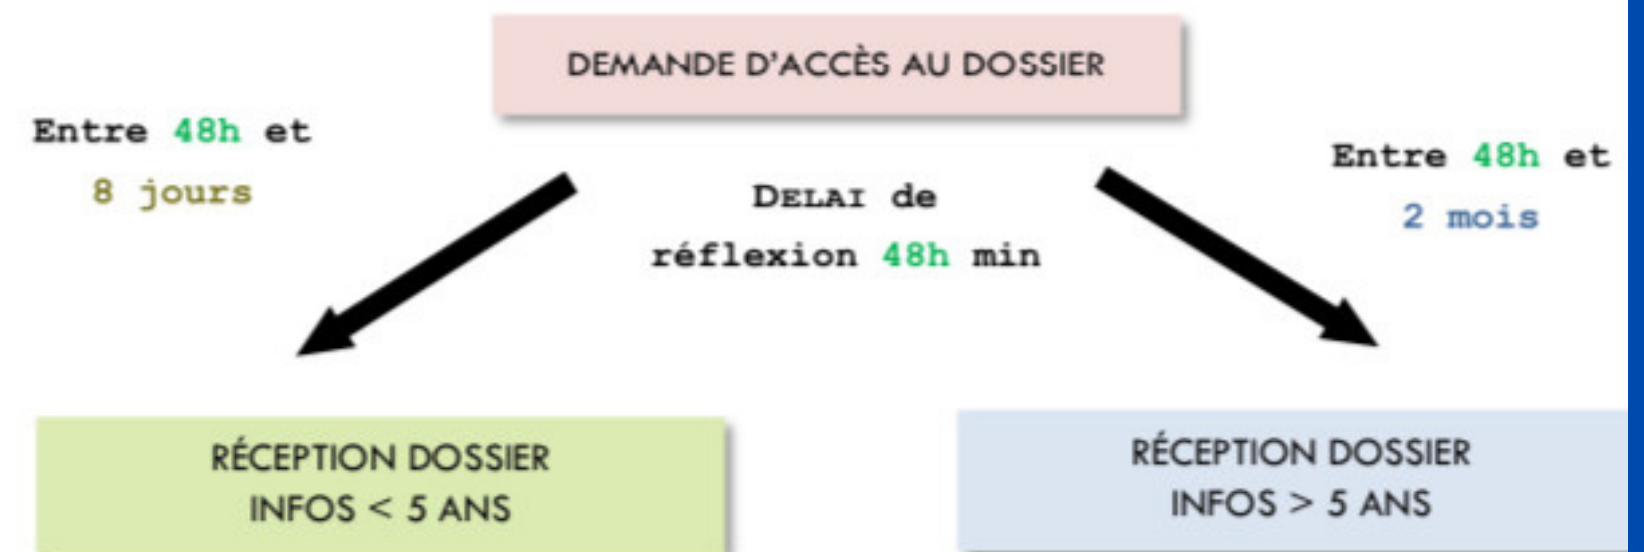 DEMANDE D'ACCÈS AU DOSSIER
Entre 48h et
8 jours
DELAI de
réflexion 48h min
Entre 48h et
2 mois
RÉCEPTION DOSSIER
INFOS < 5 ANS
RÉCEPTION DOSSIER
INFOS > 5 ANS